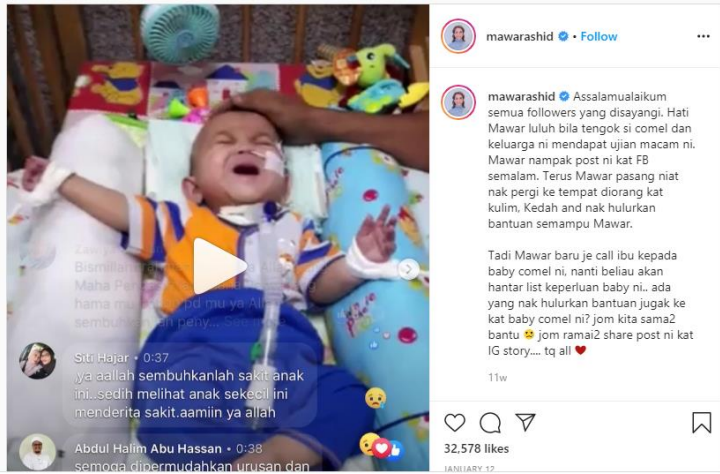 mawarashid • Follow
mawarashid Assalamualaikum
semua followers yang disayangi. Hati
Mawar luluh bila tengok si comel dan
keluarga ni mendapat ujian macam ni.
Mawar nampak post ni kat FB
semalam. Terus Mawar pasang niat
nak pergi ke tempat diorang kat
kulim, Kedah and nak hulurkan
bantuan semampu Mawar.
Tadi Mawar baru je call ibu kepada
baby comel ni, nanti beliau akan
hantar list keperluan baby ni.. ada
yang nak hulurkan bantuan jugak ke
kat baby comel ni? jom kita sama2
bantu 😟 jom ramai2 share post ni kat
IG story.... tq all ♥
11w
32,578 likes
JANUARY 12
Maha Pe
hama mu
Siti Hajar • 0:37
,ya aallah sembuhkanlah sakit anak
ini..sedih melihat anak sekecil ini
menderita sakit.aamiin ya allah
Abdul Halim Abu Hassan • 0:38
semoga dipermudahkan urusan dan